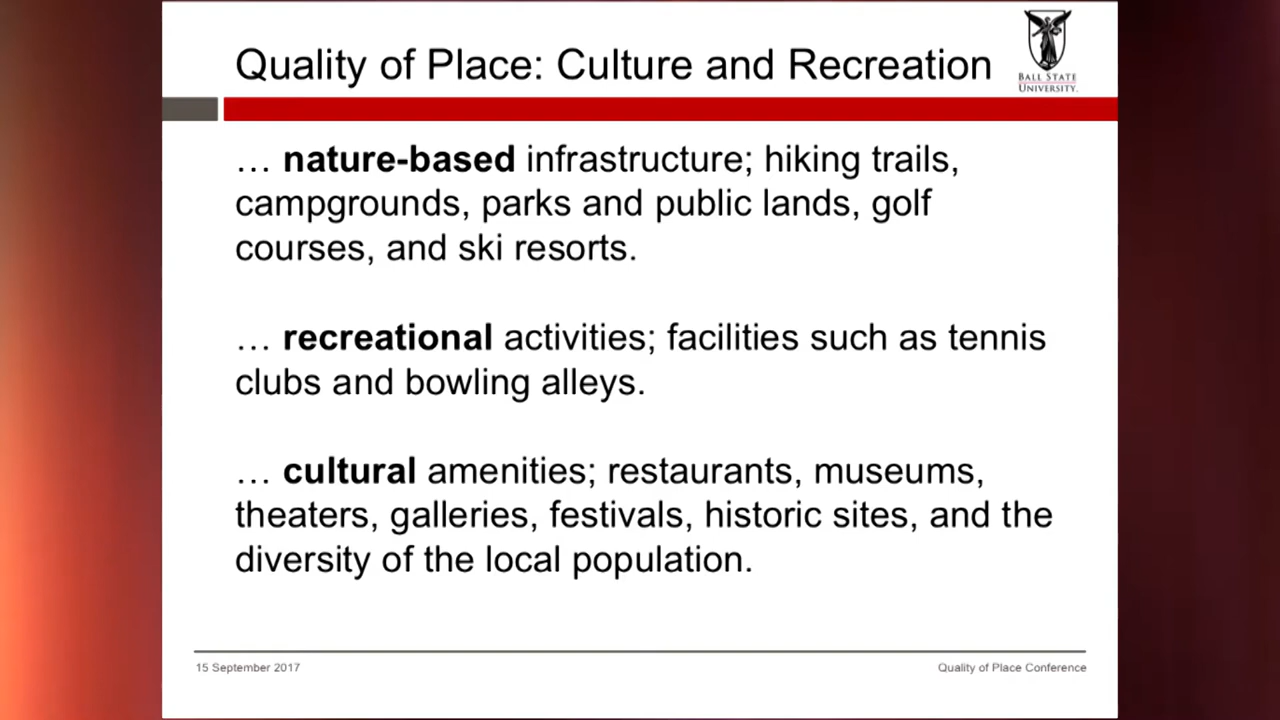 Quality of Place: Culture and Recreation
BALL STATE
UNIVERSITY.
… nature-based infrastructure; hiking trails,
campgrounds, parks and public lands, golf
courses, and ski resorts.
… recreational activities; facilities such as tennis
clubs and bowling alleys.
… cultural amenities; restaurants, museums,
theaters, galleries, festivals, historic sites, and the
diversity of the local population.
15 September 2017
Quality of Place Conference